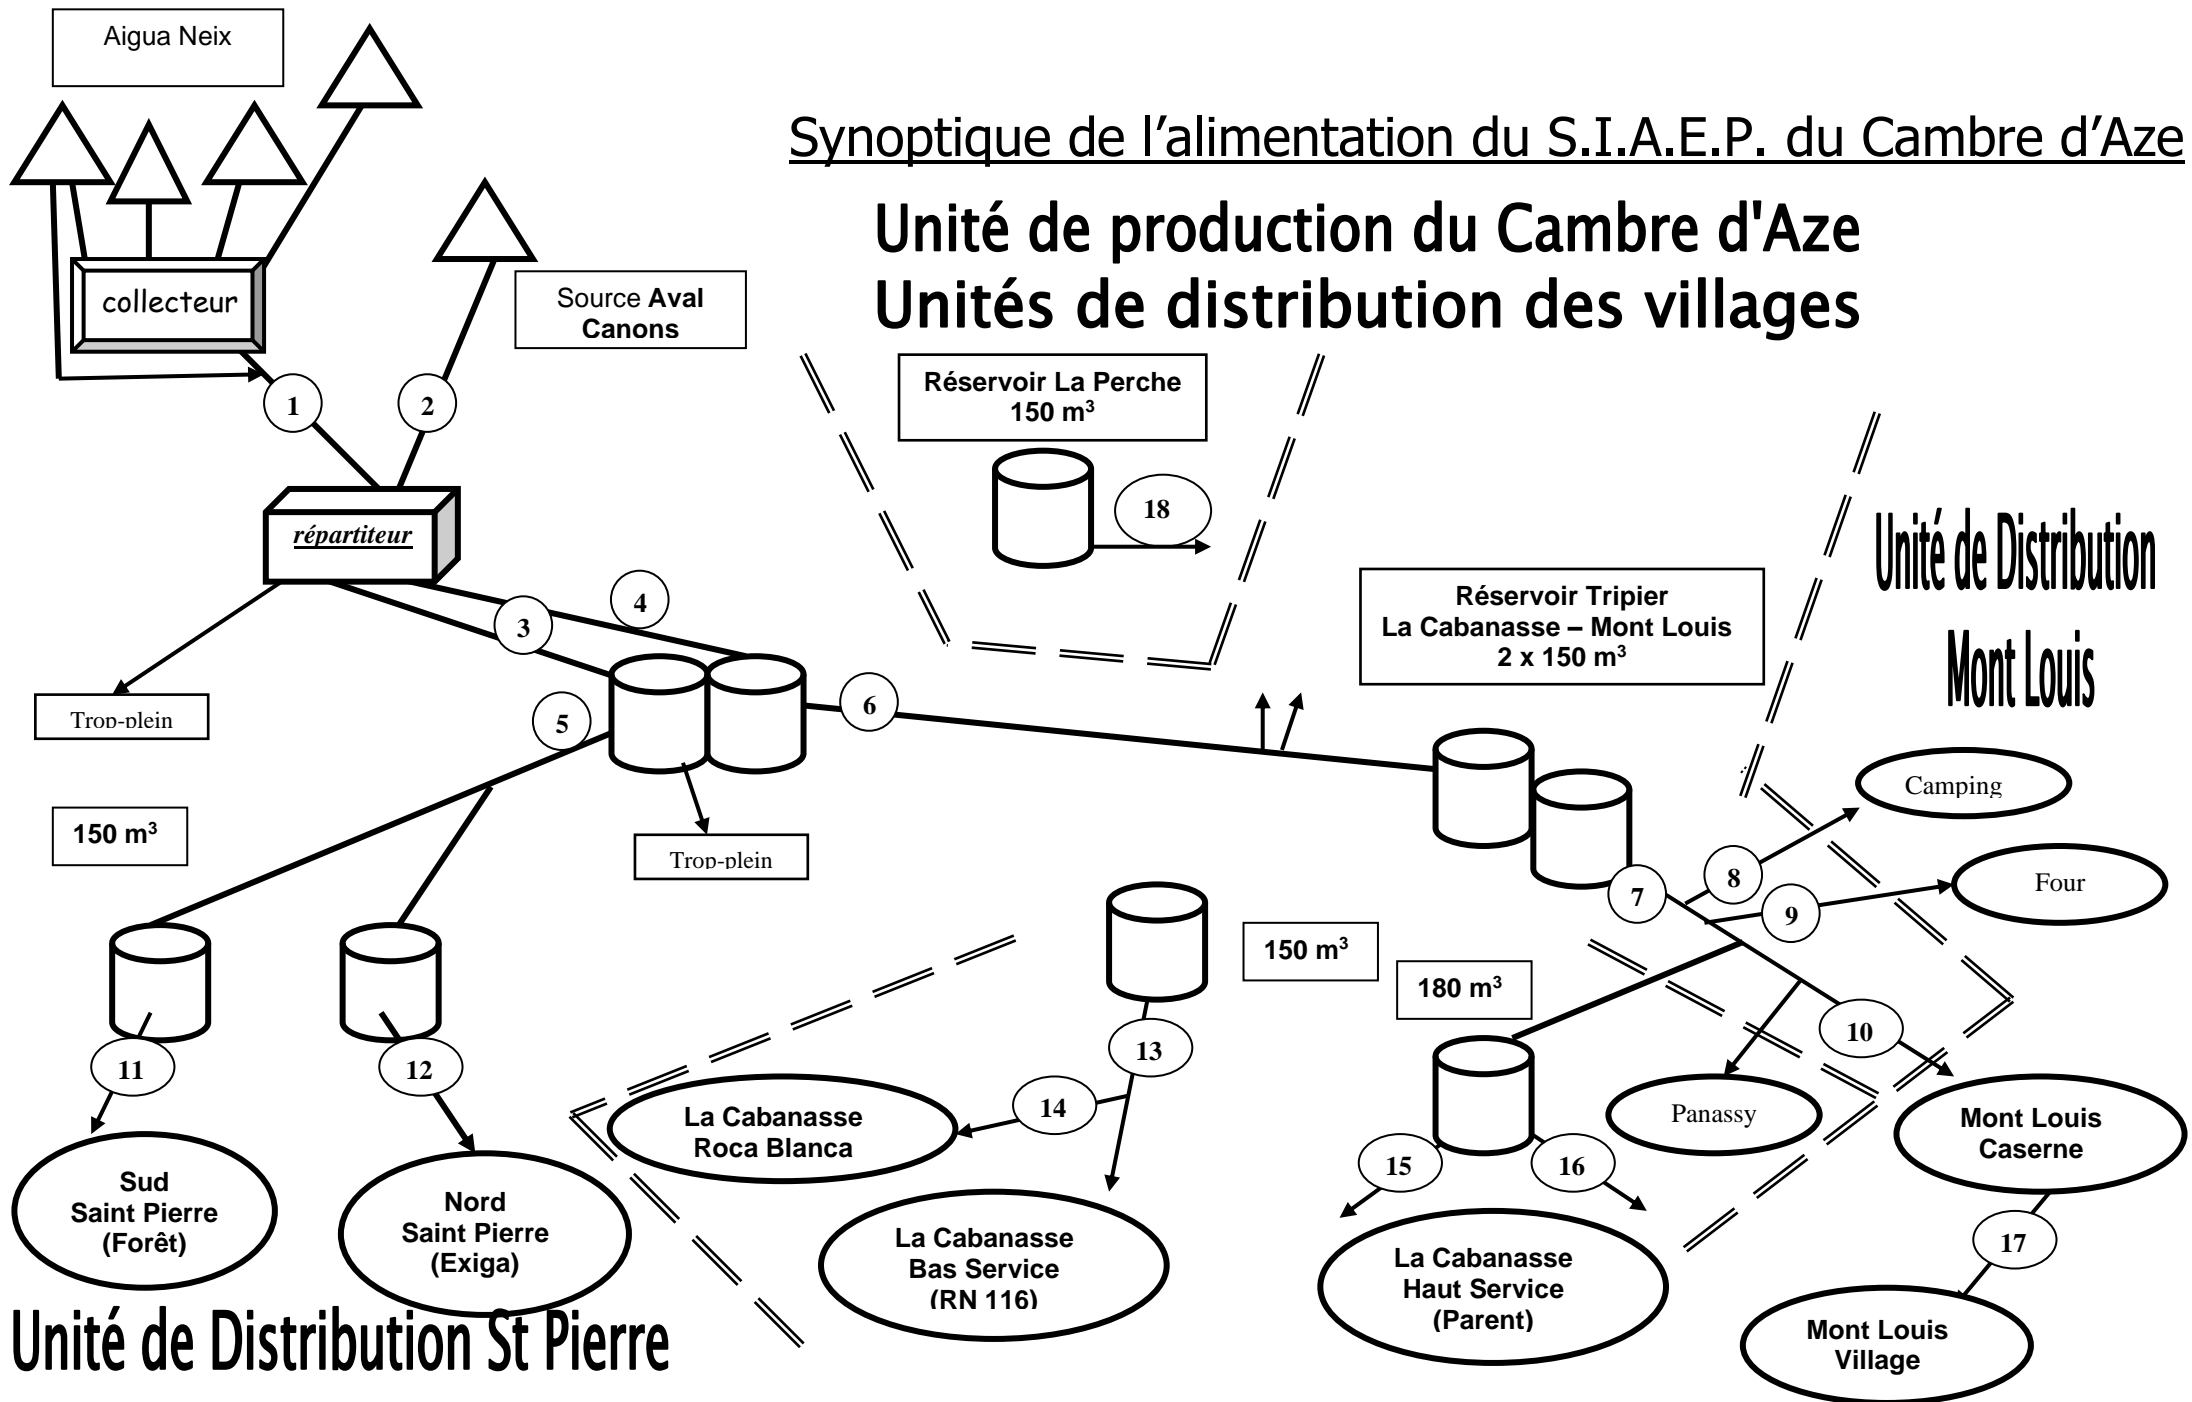 Aigua Neix
Synoptique de l’alimentation du S.I.A.E.P. du Cambre d’Aze
Unité de production du Cambre d'Aze
Unités de distribution des villages
collecteur
Source Aval
Canons
1
2
Réservoir La Perche
150 m³
18
répartiteur
Unité de Distribution
Mont Louis
3
4
Réservoir Tripier
La Cabanasse – Mont Louis
2 x 150 m³
Trop-plein
5
6
Camping
150 m³
Trop-plein
7
8
9
Four
150 m³
180 m³
10
11
12
13
14
La Cabanasse
Roca Blanca
Panassy
Mont Louis
Caserne
15
16
Sud
Saint Pierre
(Forêt)
Nord
Saint Pierre
(Exiga)
La Cabanasse
Bas Service
(RN 116)
La Cabanasse
Haut Service
(Parent)
17
Mont Louis
Village
Unité de Distribution St Pierre